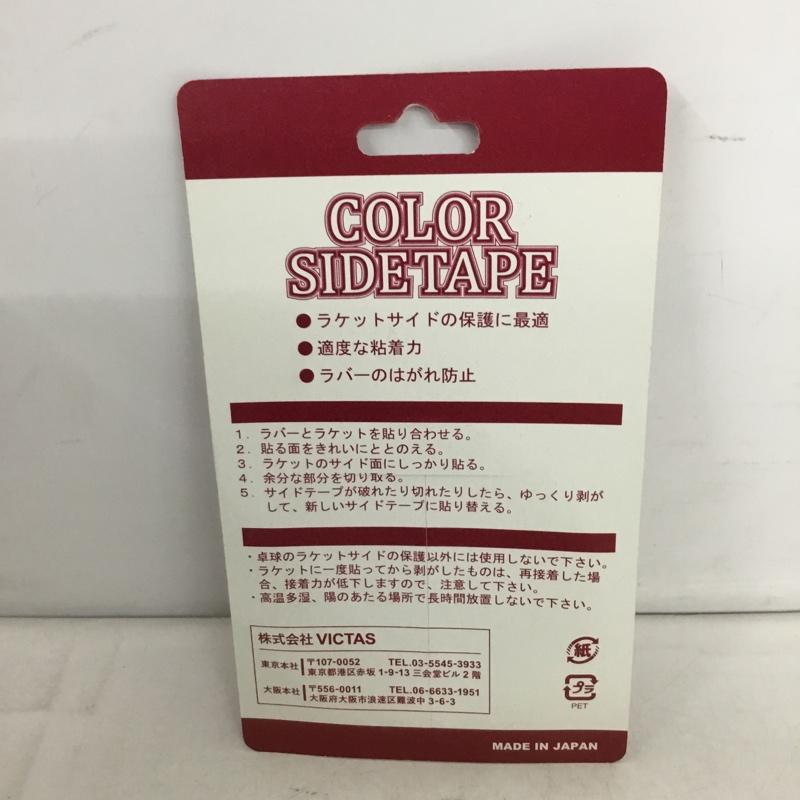 COLOR
SIDETAPE
●ラケットサイドの保護に最適
●適度な粘着力
●ラバーのはがれ防止
1. ラバーとラケットを貼り合わせる。
2. 貼る面をきれいにととのえる。
3. ラケットのサイド面にしっかり貼る。
4. 余分な部分を切り取る。
5. サイドテープが破れたり切れたりしたら、ゆっくり剥が
して、新しいサイドテープに貼り替える。
・卓球のラケットサイドの保護以外には使用しないで下さい。
・ラケットに一度貼ってから剥がしたものは、再接着した場
合、接着力が低下しますので、注意して下さい。
・高温多湿、陽のあたる場所で長時間放置しないで下さい。
株式会社 VICTAS
東京本社 〒107-0052 TEL.03-5545-3933
東京都港区赤坂 1-9-13 三会堂ビル 2 階
大阪本社 〒556-0011 TEL.06-6633-1951
大阪府大阪市浪速区難波中 3-6-3
紙
プラ
PET
MADE IN JAPAN